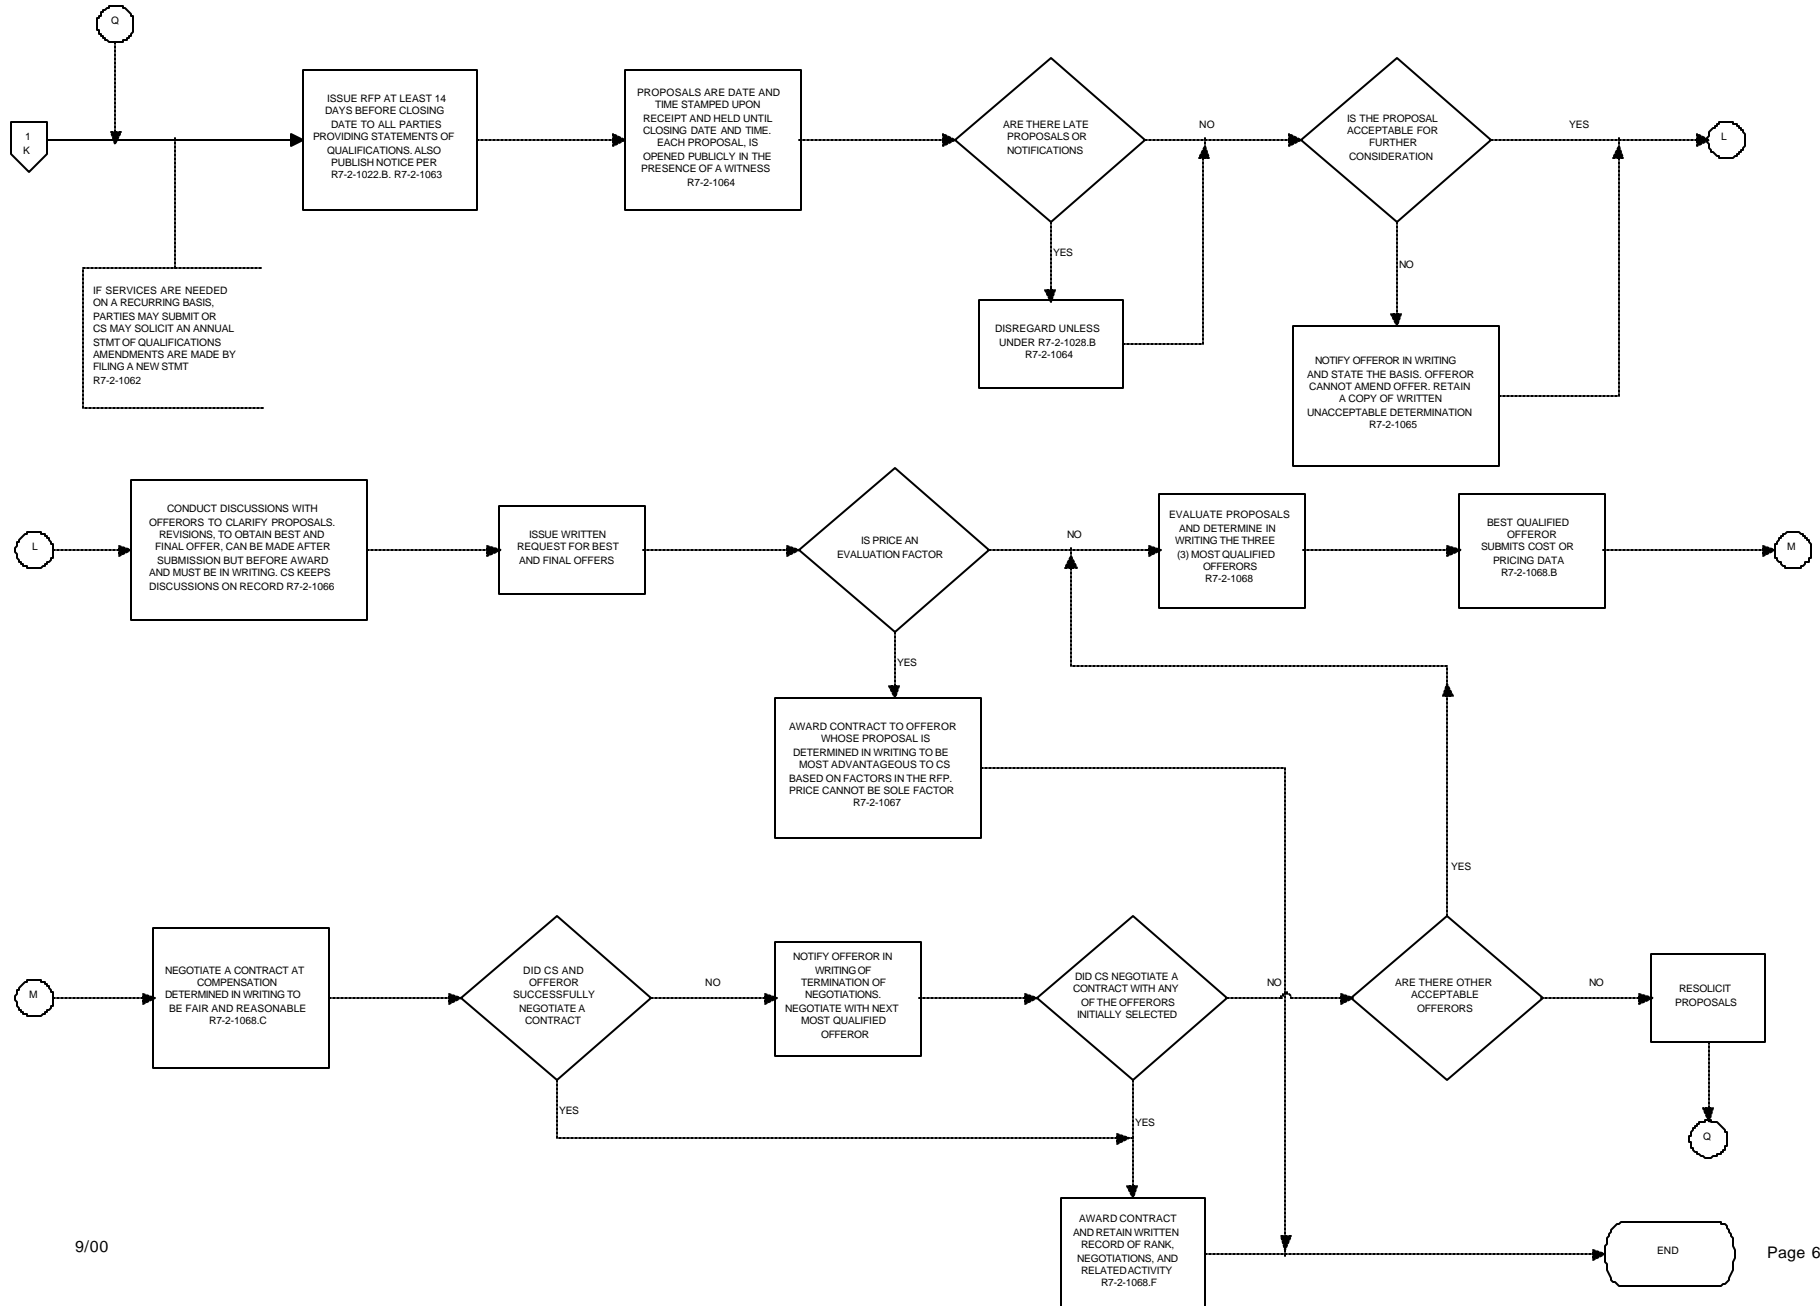 Q
1
K
ISSUE RFP AT LEAST 14
DAYS BEFORE CLOSING
DATE TO ALL PARTIES
PROVIDING STATEMENTS OF
QUALIFICATIONS. ALSO
PUBLISH NOTICE PER
R7-2-1022.B. R7-2-1063
PROPOSALS ARE DATE AND
TIME STAMPED UPON
RECEIPT AND HELD UNTIL
CLOSING DATE AND TIME.
EACH PROPOSAL, IS
OPENED PUBLICLY IN THE
PRESENCE OF A WITNESS
R7-2-1064
ARE THERE LATE
PROPOSALS OR
NOTIFICATIONS
NO
IS THE PROPOSAL
ACCEPTABLE FOR
FURTHER
CONSIDERATION
YES
L
YES
NO
IF SERVICES ARE NEEDED
ON A RECURRING BASIS,
PARTIES MAY SUBMIT OR
CS MAY SOLICIT AN ANNUAL
STMT OF QUALIFICATIONS
AMENDMENTS ARE MADE BY
FILING A NEW STMT
R7-2-1062
DISREGARD UNLESS
UNDER R7-2-1028.B
R7-2-1064
NOTIFY OFFEROR IN WRITING
AND STATE THE BASIS. OFFEROR
CANNOT AMEND OFFER. RETAIN
A COPY OF WRITTEN
UNACCEPTABLE DETERMINATION
R7-2-1065
L
CONDUCT DISCUSSIONS WITH
OFFERORS TO CLARIFY PROPOSALS.
REVISIONS, TO OBTAIN BEST AND
FINAL OFFER, CAN BE MADE AFTER
SUBMISSION BUT BEFORE AWARD
AND MUST BE IN WRITING. CS KEEPS
DISCUSSIONS ON RECORD R7-2-1066
ISSUE WRITTEN
REQUEST FOR BEST
AND FINAL OFFERS
IS PRICE AN
EVALUATION FACTOR
NO
EVALUATE PROPOSALS
AND DETERMINE IN
WRITING THE THREE
(3) MOST QUALIFIED
OFFERORS
R7-2-1068
BEST QUALIFIED
OFFEROR
SUBMITS COST OR
PRICING DATA
R7-2-1068.B
M
YES
AWARD CONTRACT TO OFFEROR
WHOSE PROPOSAL IS
DETERMINED IN WRITING TO BE
MOST ADVANTAGEOUS TO CS
BASED ON FACTORS IN THE RFP.
PRICE CANNOT BE SOLE FACTOR
R7-2-1067
YES
M
NEGOTIATE A CONTRACT AT
COMPENSATION
DETERMINED IN WRITING TO
BE FAIR AND REASONABLE
R7-2-1068.C
DID CS AND
OFFEROR
SUCCESSFULLY
NEGOTIATE A
CONTRACT
NO
NOTIFY OFFEROR IN
WRITING OF
TERMINATION OF
NEGOTIATIONS.
NEGOTIATE WITH NEXT
MOST QUALIFIED
OFFEROR
DID CS NEGOTIATE A
CONTRACT WITH ANY
OF THE OFFERORS
INITIALLY SELECTED
NO
ARE THERE OTHER
ACCEPTABLE
OFFERORS
NO
RESOLICIT
PROPOSALS
YES
YES
Q
AWARD CONTRACT
AND RETAIN WRITTEN
RECORD OF RANK,
NEGOTIATIONS, AND
RELATED ACTIVITY
R7-2-1068.F
END
9/00
Page 6